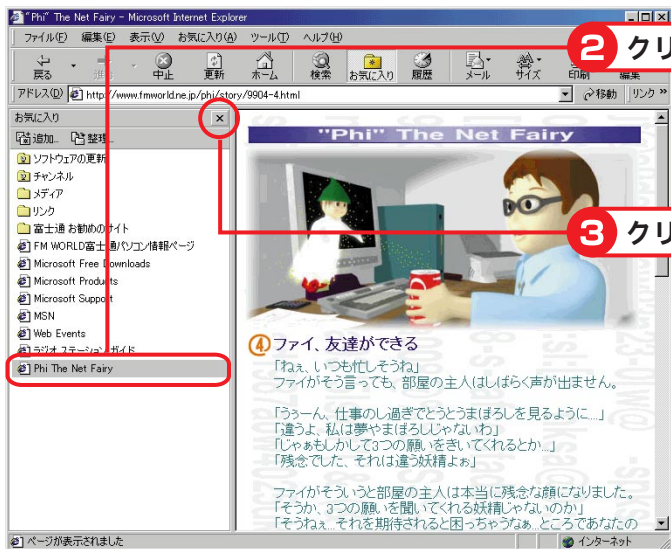 "Phi" The Net Fairy - Microsoft Internet Explorer
ファイル(F) 編集(E) 表示(V) お気に入り(A) ツール(T) ヘルプ(H)
戻る 中止 更新 ホーム 検索 お気に入り 履歴 メール サイズ 印刷 編集
アドレス(D) http://www.fmworld.ne.jp/phi/story/9904-4.html 移動 リンク »
お気に入り
追加... 整理...
ソフトウェアの更新
チャンネル
メディア
リンク
富士通 お勧めのサイト
FM WORLD富士通パソコン情報ページ
Microsoft Free Downloads
Microsoft Products
Microsoft Support
MSN
Web Events
ラジオ ステーション ガイド
Phi The Net Fairy
"Phi" The Net Fairy
④ファイ、友達ができる
「ねぇ、いつも忙しそうね」
ファイがそう言っても、部屋の主人はしばらく声が出ません。
「うぅーん、仕事のし過ぎでとうとうまぼろしを見るように…」
「違うよ、私は夢やまぼろしじゃないわ」
「じゃぁもしかして3つの願いをきいてくれるとか…」
「残念でした、それは違う妖精よぉ」
ファイがそういうと部屋の主人は本当に残念な顔になりました。
「そうか、3つの願いを聞いてくれる妖精じゃないのか」
「そうねぇ…それを期待されると困っちゃうなぁ…ところであなたの
ページが表示されました インターネット
2 クリ
3 クリ